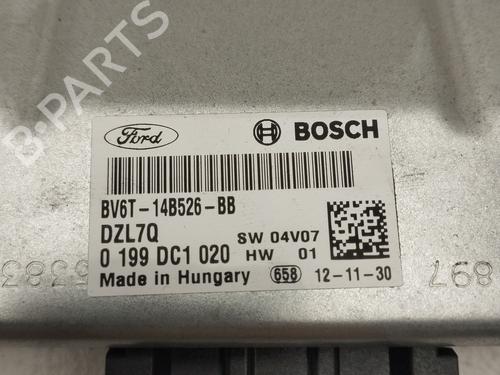 B-PARTS
Ford BOSCH
BV6T-14B526-BB
DZL7Q
SW 04V07
0 199 DC1 020 HW 01
Made in Hungary 658 12-11-30
897